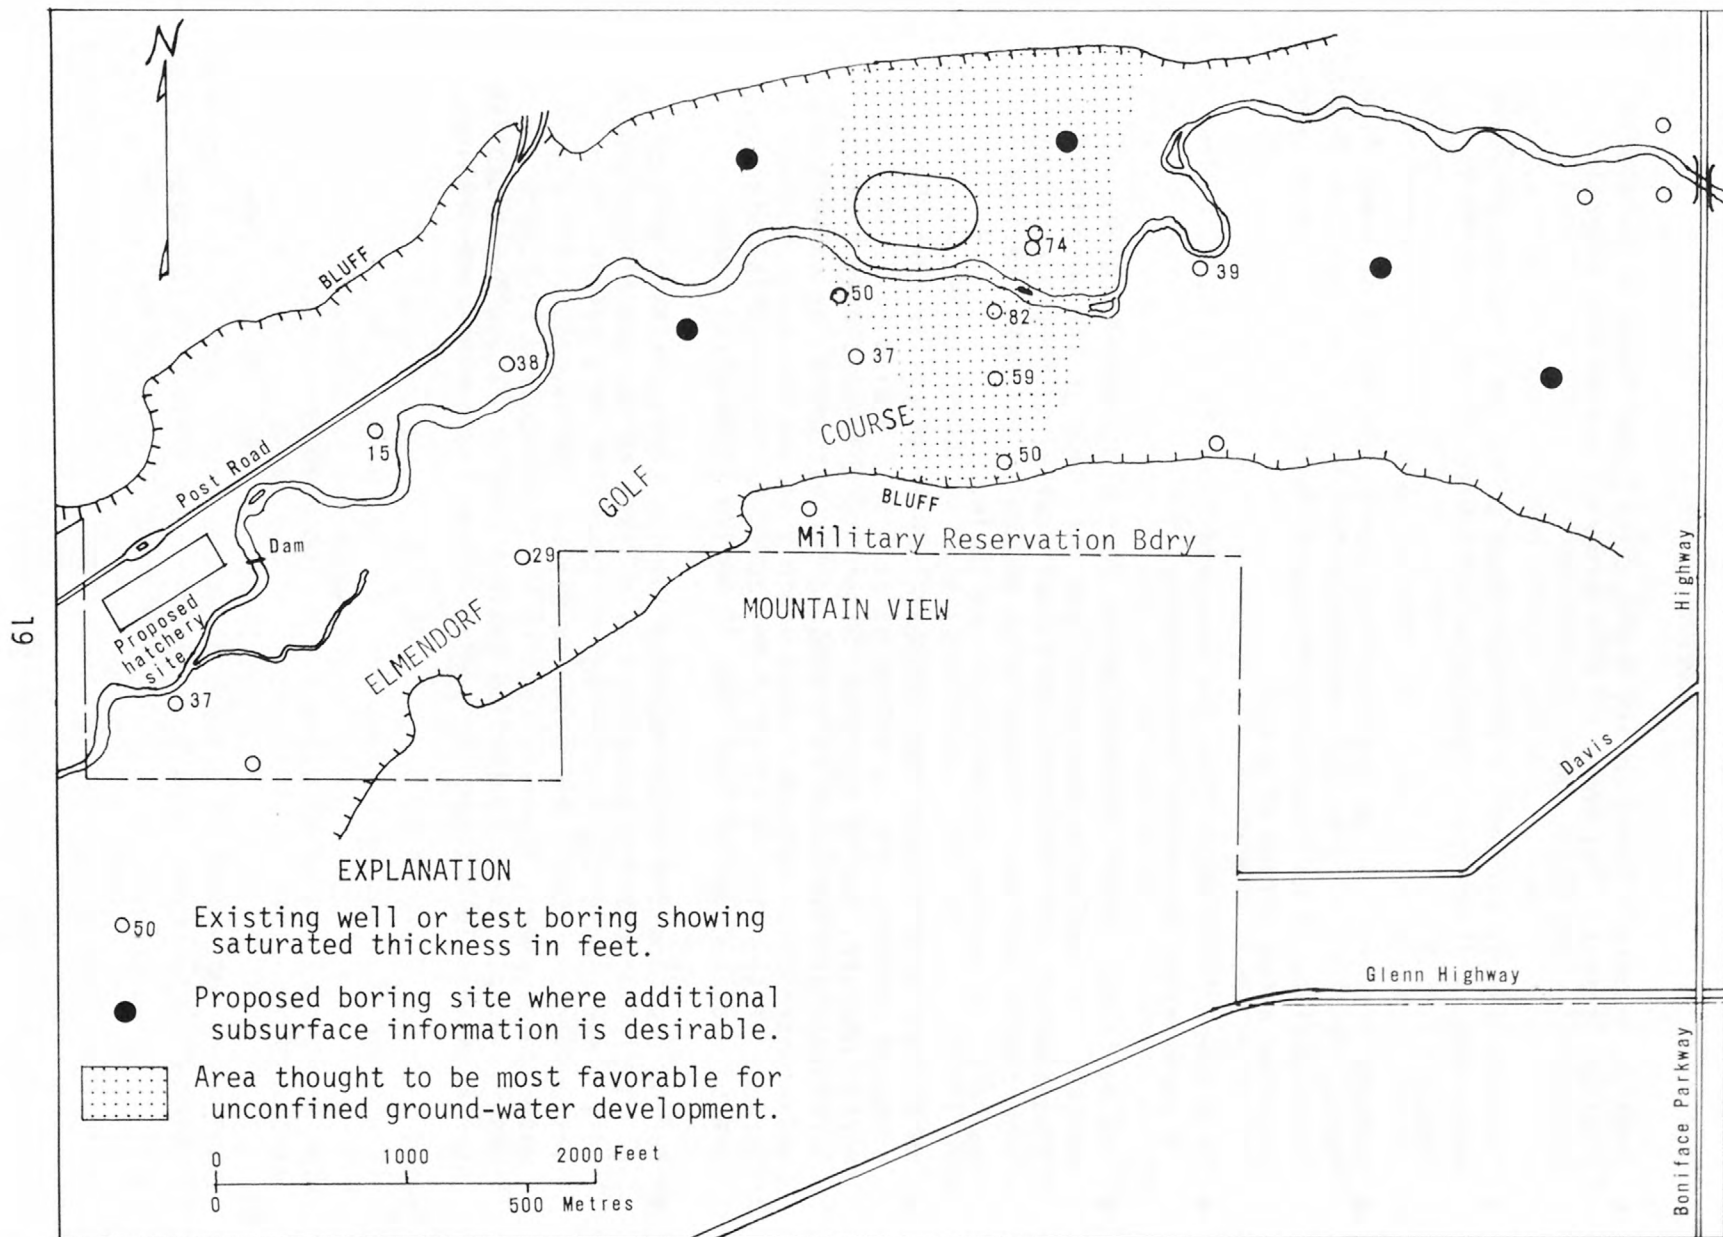 N
BLUFF
74
39
50
82
38
37
59
COURSE
15
50
Post Road
GOLF
BLUFF
Dam
29
Military Reservation Bdry
Highway
MOUNTAIN VIEW
19
Proposed
hatchery
site
ELMENDORF
37
Davis
EXPLANATION
50
Existing well or test boring showing
saturated thickness in feet.
Glenn Highway
Proposed boring site where additional
subsurface information is desirable.
Area thought to be most favorable for
unconfined ground-water development.
Boniface Parkway
0 1000 2000 Feet
0 500 Metres